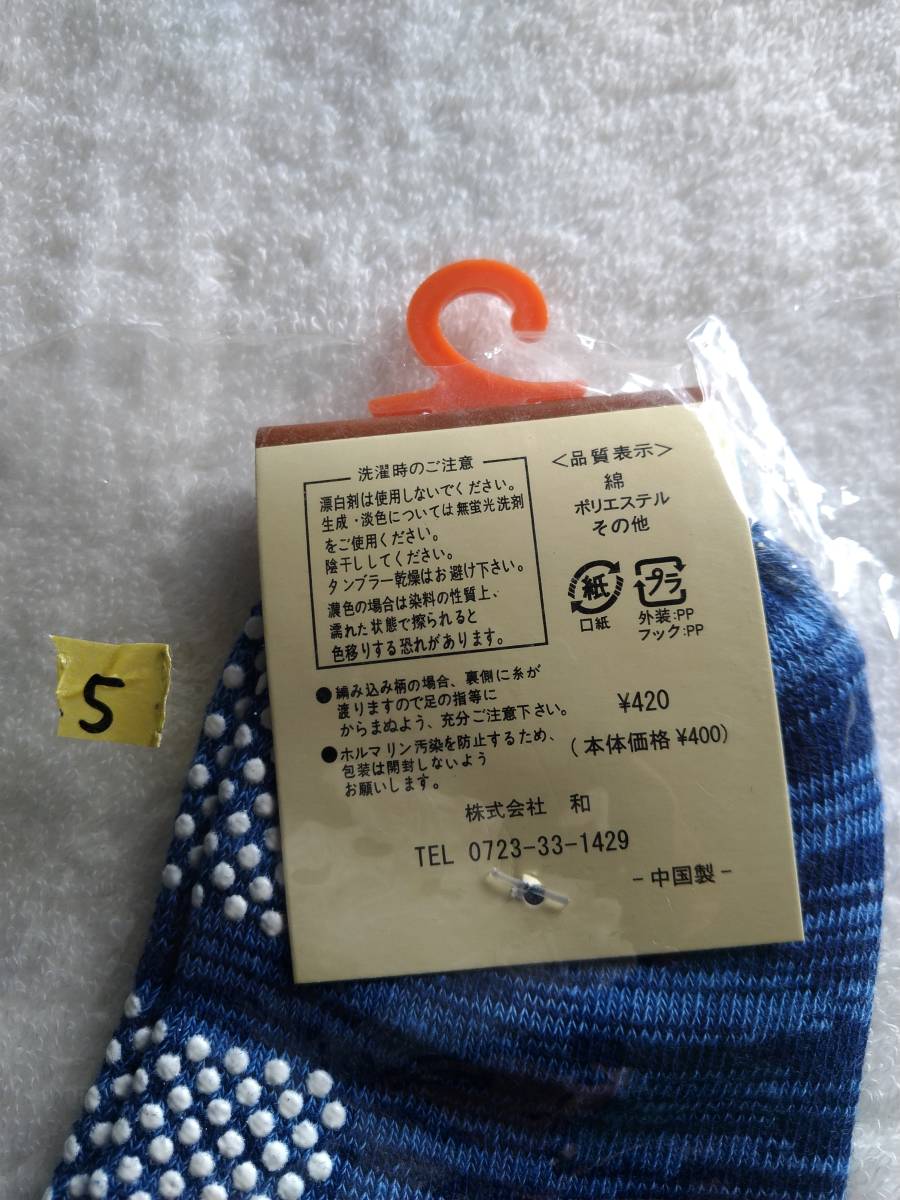 洗濯時のご注意
漂白剤は使用しないでください。
生成・淡色については無蛍光洗剤
をご使用ください。
陰干ししてください。
タンブラー乾燥はお避け下さい。
濃色の場合は染料の性質上、
濡れた状態で擦られると
色移りする恐れがあります。
●編み込み柄の場合、裏側に糸が
渡りますので足の指等に
からまぬよう、充分ご注意下さい。
●ホルマリン汚染を防止するため、
包装は開封しないよう
お願いします。
＜品質表示＞
綿
ポリエステル
その他
紙
口紙
プラ
外装:PP
フック:PP
¥420
(本体価格¥400)
株式会社 和
TEL 0723-33-1429
－中国製－
5